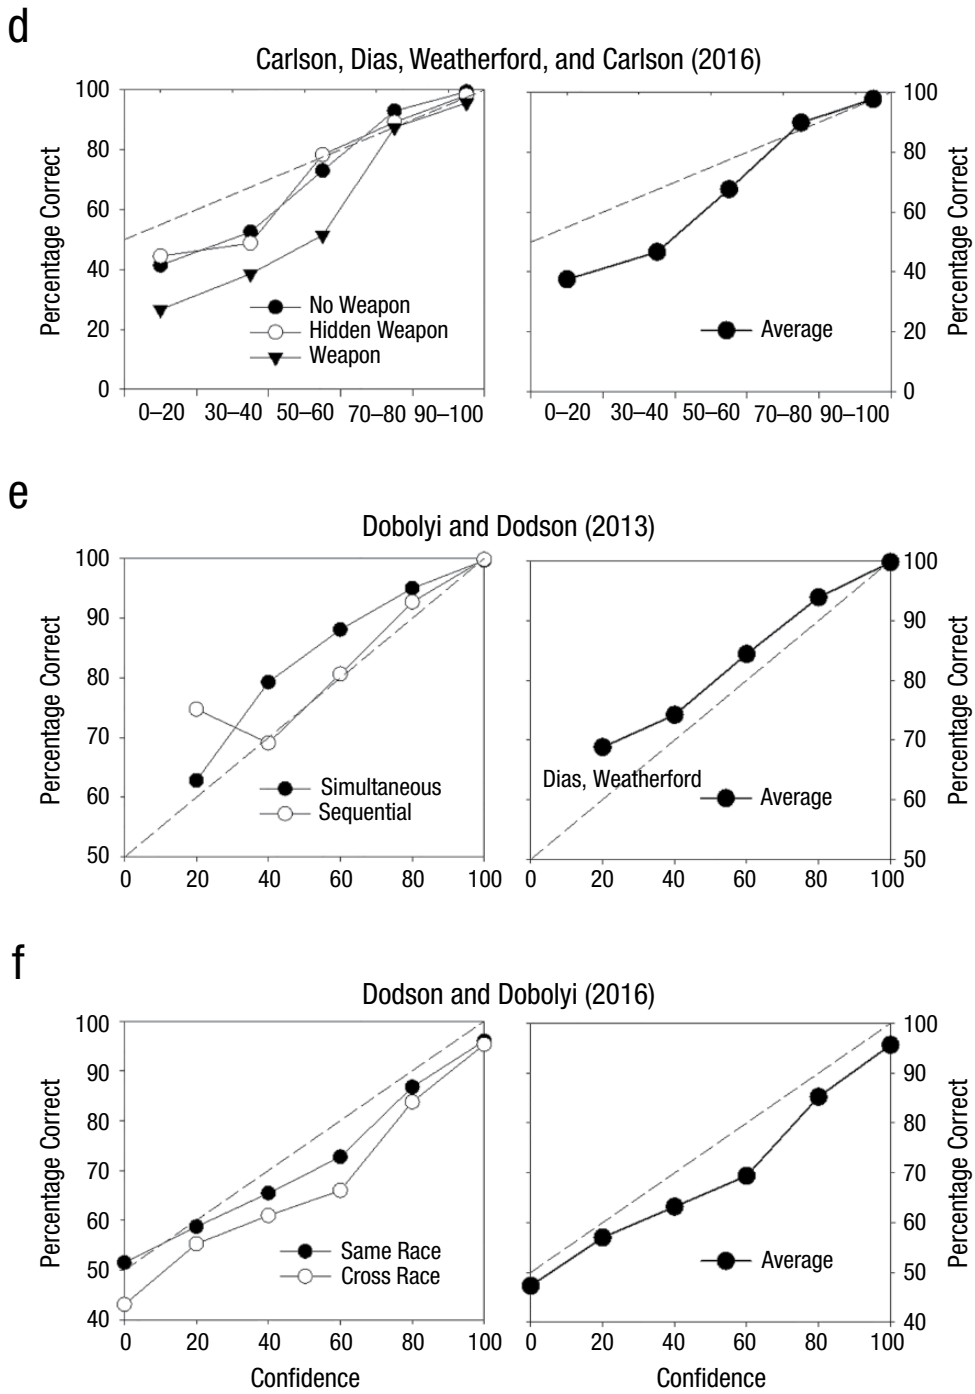 d
Carlson, Dias, Weatherford, and Carlson (2016)
Percentage Correct
100
80
60
40
20
0
No Weapon
Hidden Weapon
Weapon
0–20 30–40 50–60 70–80 90–100
Average
100
80
60
40
20
0
Percentage Correct
0–20 30–40 50–60 70–80 90–100
e
Dobolyi and Dodson (2013)
Percentage Correct
100
90
80
70
60
50
Simultaneous
Sequential
0 20 40 60 80 100
Dias, Weatherford
Average
100
90
80
70
60
50
Percentage Correct
0 20 40 60 80 100
f
Dodson and Dobolyi (2016)
Percentage Correct
100
90
80
70
60
50
40
Same Race
Cross Race
0 20 40 60 80 100
Confidence
Average
100
90
80
70
60
50
40
Percentage Correct
0 20 40 60 80 100
Confidence